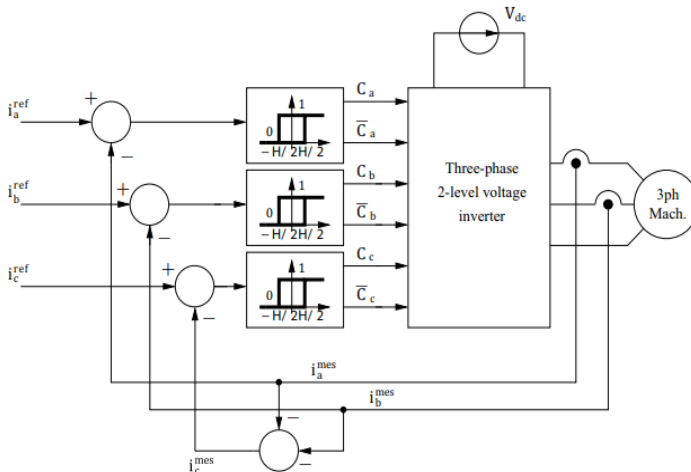 V_dc
i_a^ref
+
−
0
1
−H/2H/2
C_a
C̅_a
i_b^ref
+
−
0
1
−H/2H/2
C_b
C̅_b
Three-phase
2-level voltage
inverter
3ph
Mach.
i_c^ref
+
−
0
1
−H/2H/2
C_c
C̅_c
i_a^mes
i_b^mes
−
−
i_c^mes